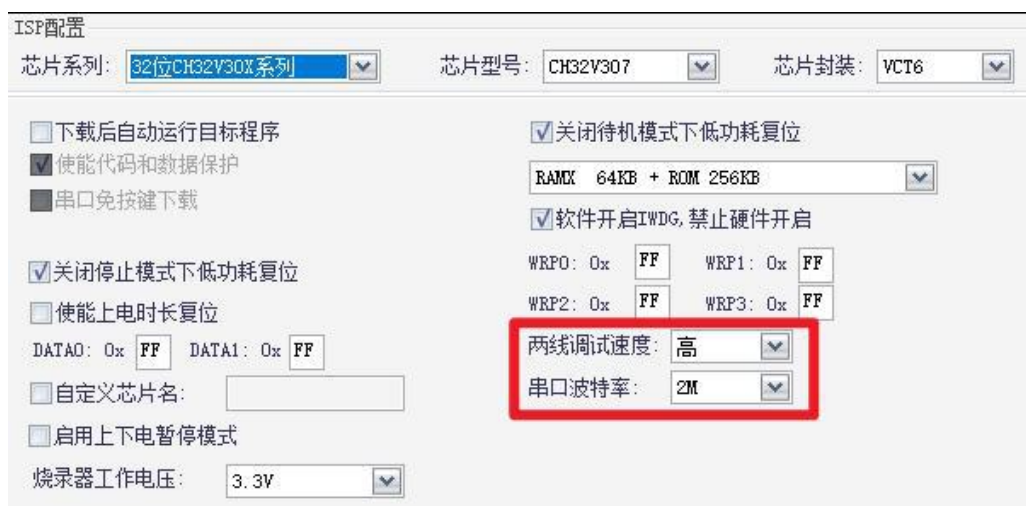 ISP配置
芯片系列: 32位CH32V30X系列 芯片型号: CH32V307 芯片封装: VCT6
下载后自动运行目标程序
使能代码和数据保护
串口免按键下载
关闭停止模式下低功耗复位
使能上电时长复位
DATA0: 0x FF DATA1: 0x FF
自定义芯片名:
启用上下电暂停模式
烧录器工作电压: 3.3V
关闭待机模式下低功耗复位
RAMX 64KB + ROM 256KB
软件开启IWDG,禁止硬件开启
WRP0: 0x FF WRP1: 0x FF
WRP2: 0x FF WRP3: 0x FF
两线调试速度: 高
串口波特率: 2M